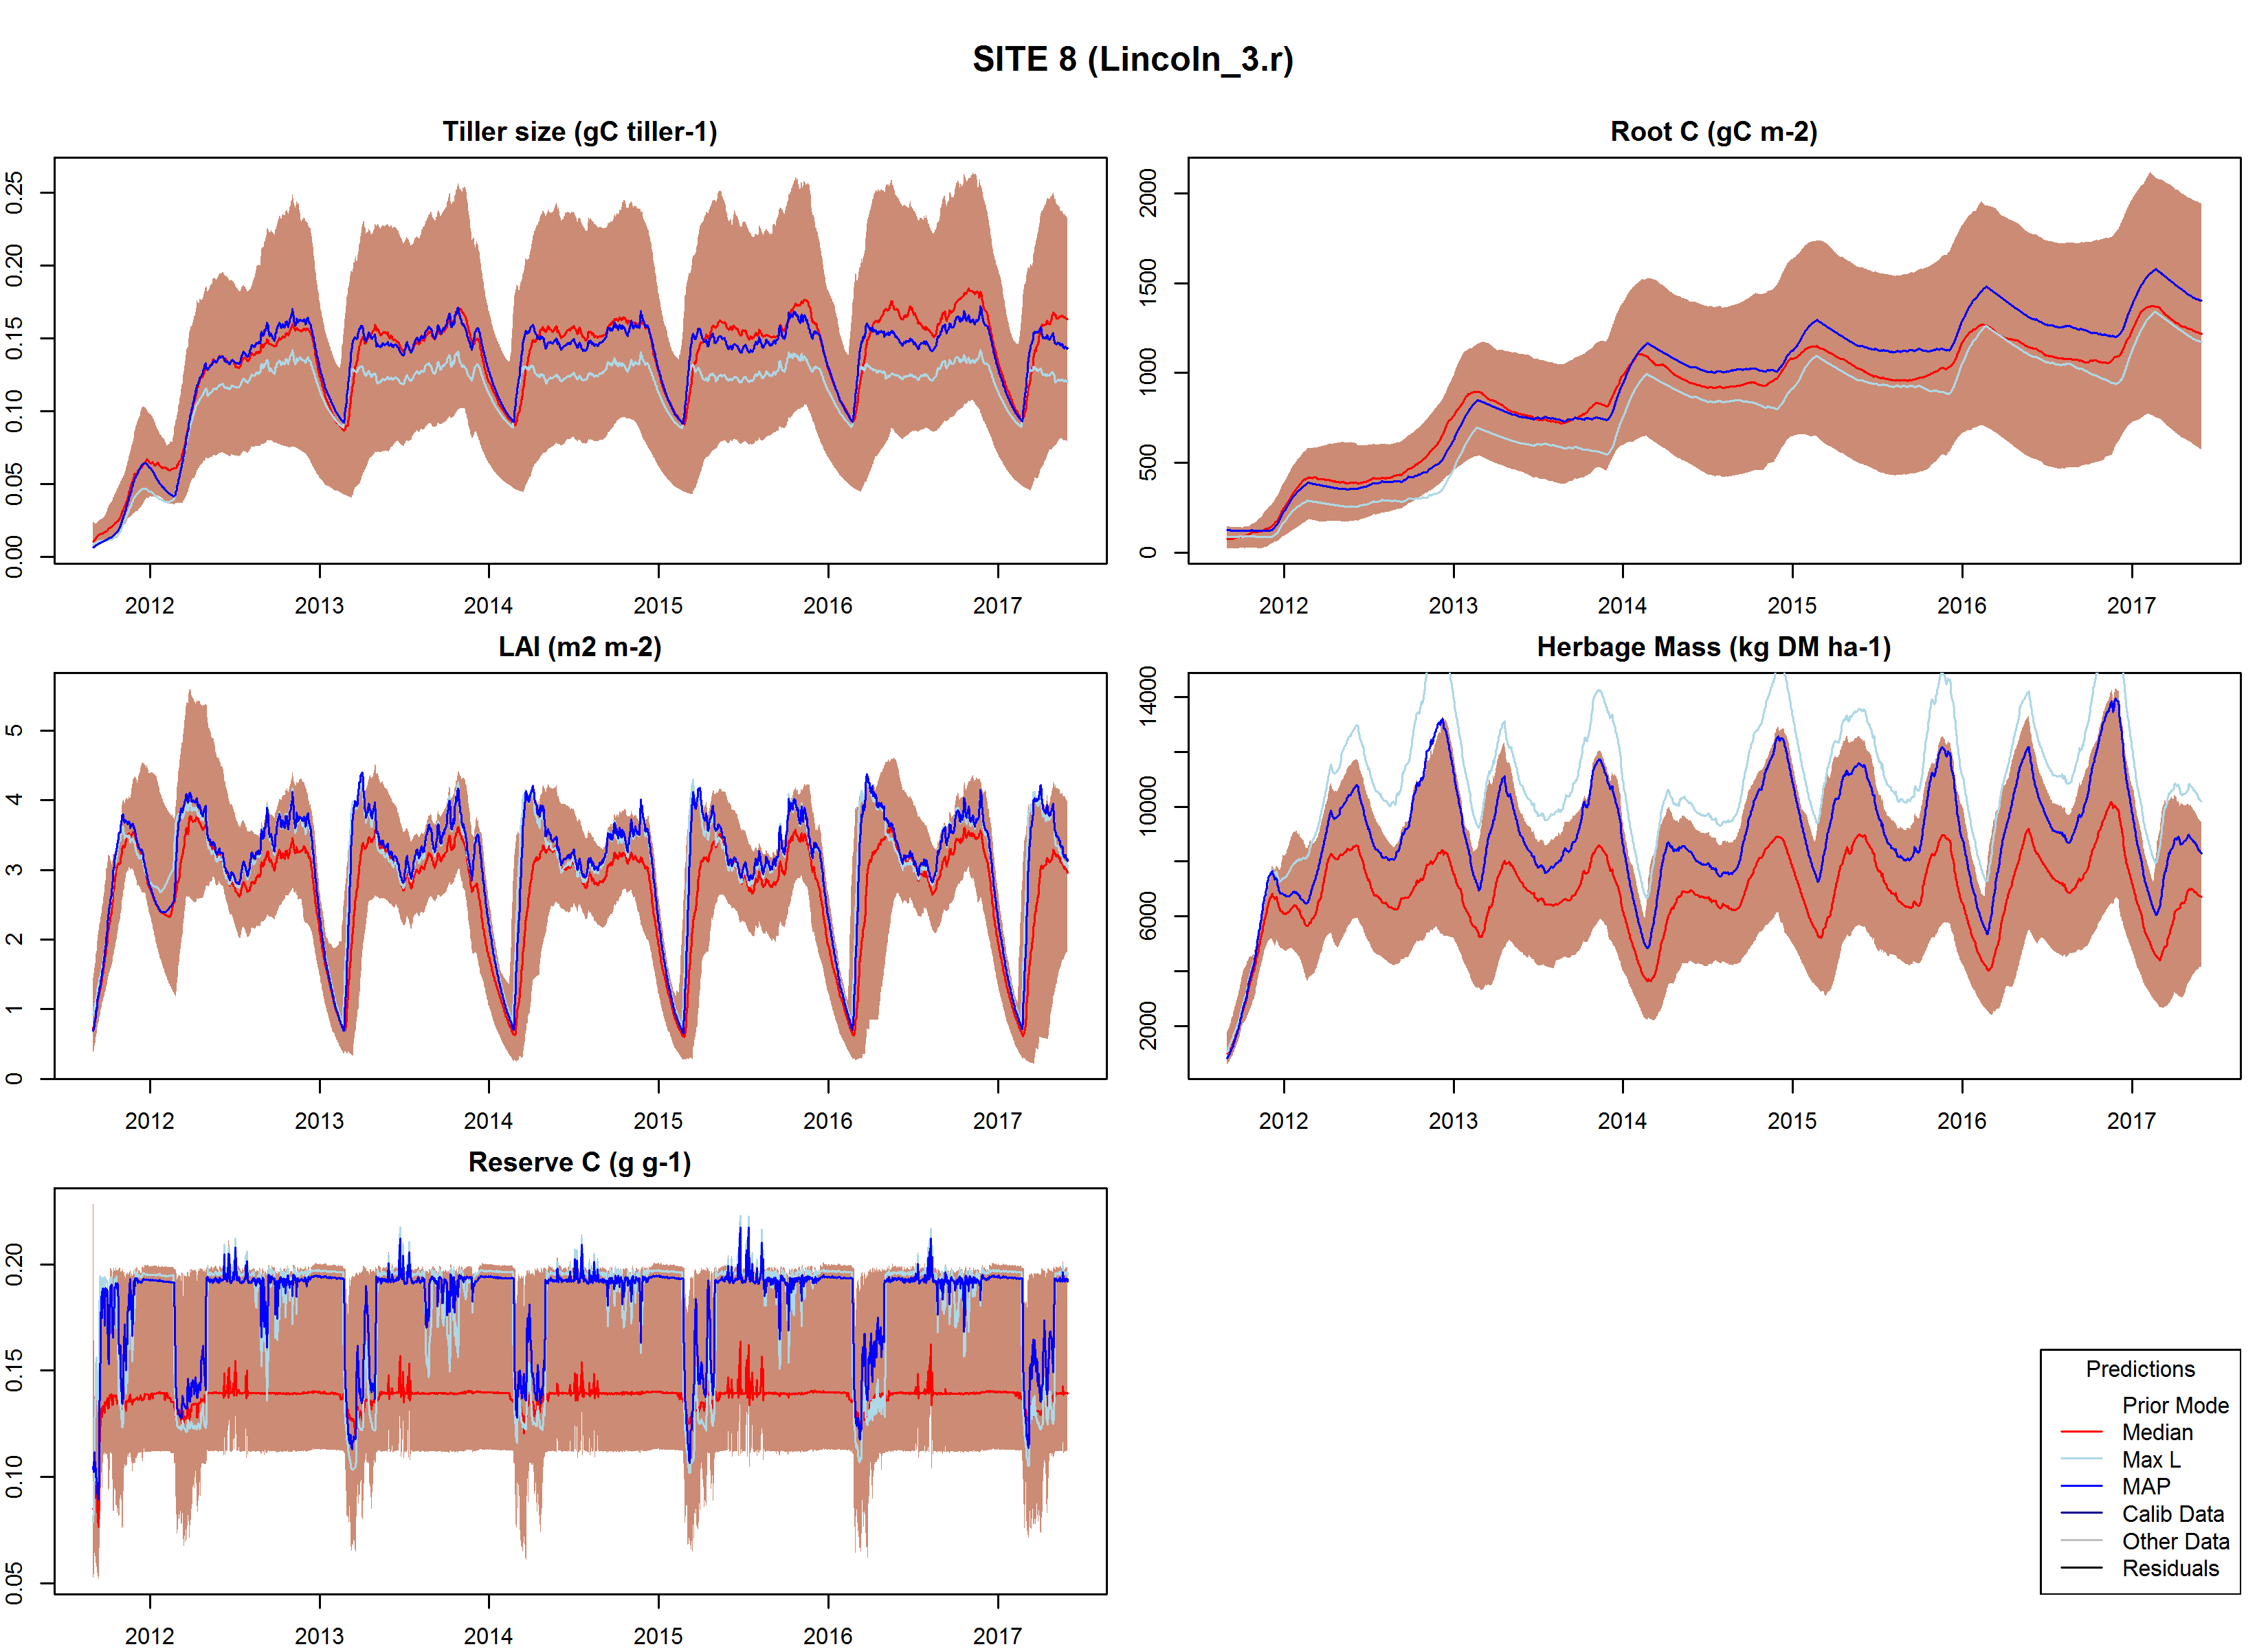 SITE 8 (Lincoln_3.r)
Tiller size (gC tiller-1)
0.25
0.20
0.15
0.10
0.05
0.00
2012 2013 2014 2015 2016 2017
Root C (gC m-2)
2000
1500
1000
500
0
2012 2013 2014 2015 2016 2017
LAI (m2 m-2)
5
4
3
2
1
0
2012 2013 2014 2015 2016 2017
Herbage Mass (kg DM ha-1)
14000
10000
6000
2000
2012 2013 2014 2015 2016 2017
Reserve C (g g-1)
0.20
0.15
0.10
0.05
2012 2013 2014 2015 2016 2017
Predictions
Prior Mode
Median
Max L
MAP
Calib Data
Other Data
Residuals